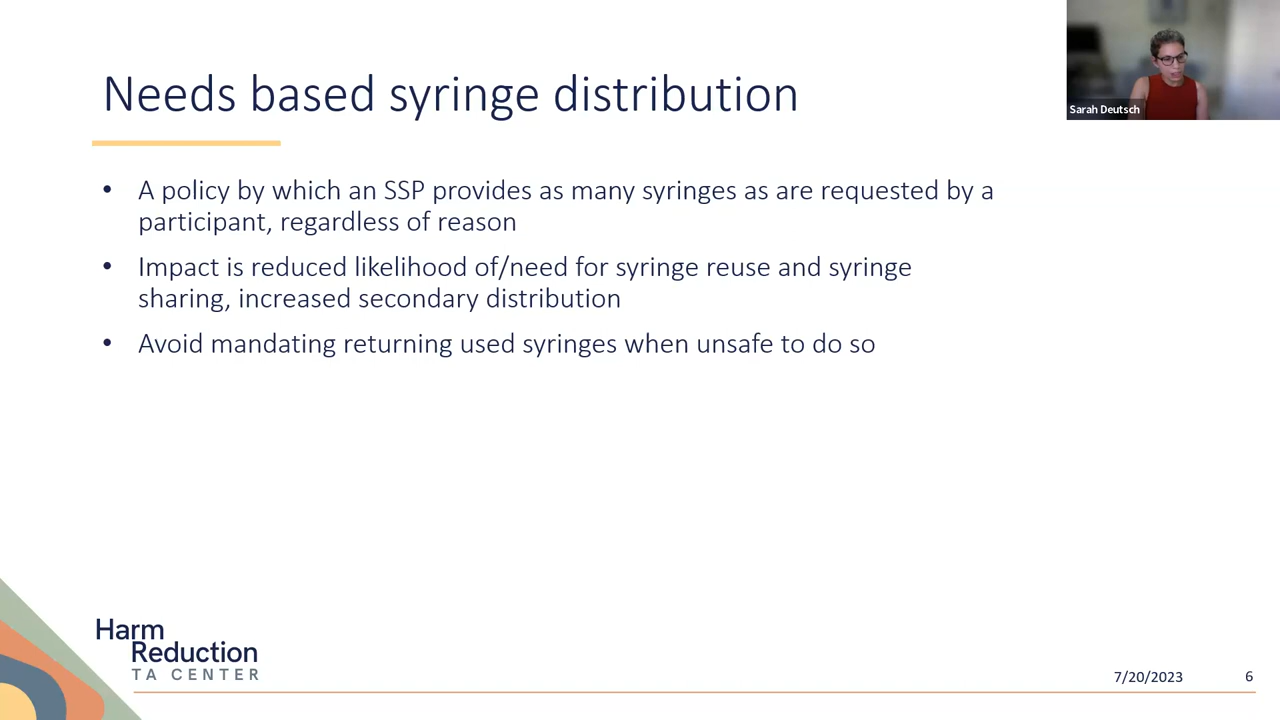 Needs based syringe distribution
Sarah Deutsch
• A policy by which an SSP provides as many syringes as are requested by a
participant, regardless of reason
• Impact is reduced likelihood of/need for syringe reuse and syringe
sharing, increased secondary distribution
• Avoid mandating returning used syringes when unsafe to do so
Harm
Reduction
TA CENTER
7/20/2023
6